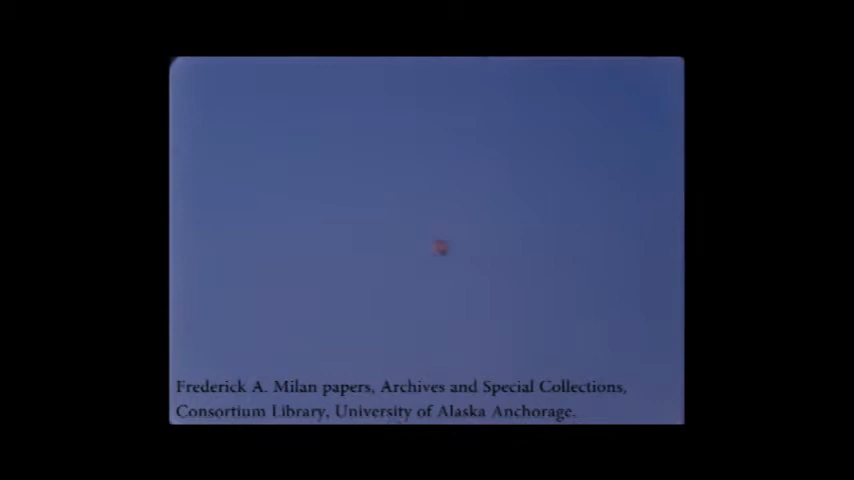 Frederick A. Milan papers, Archives and Special Collections,
Consortium Library, University of Alaska Anchorage.